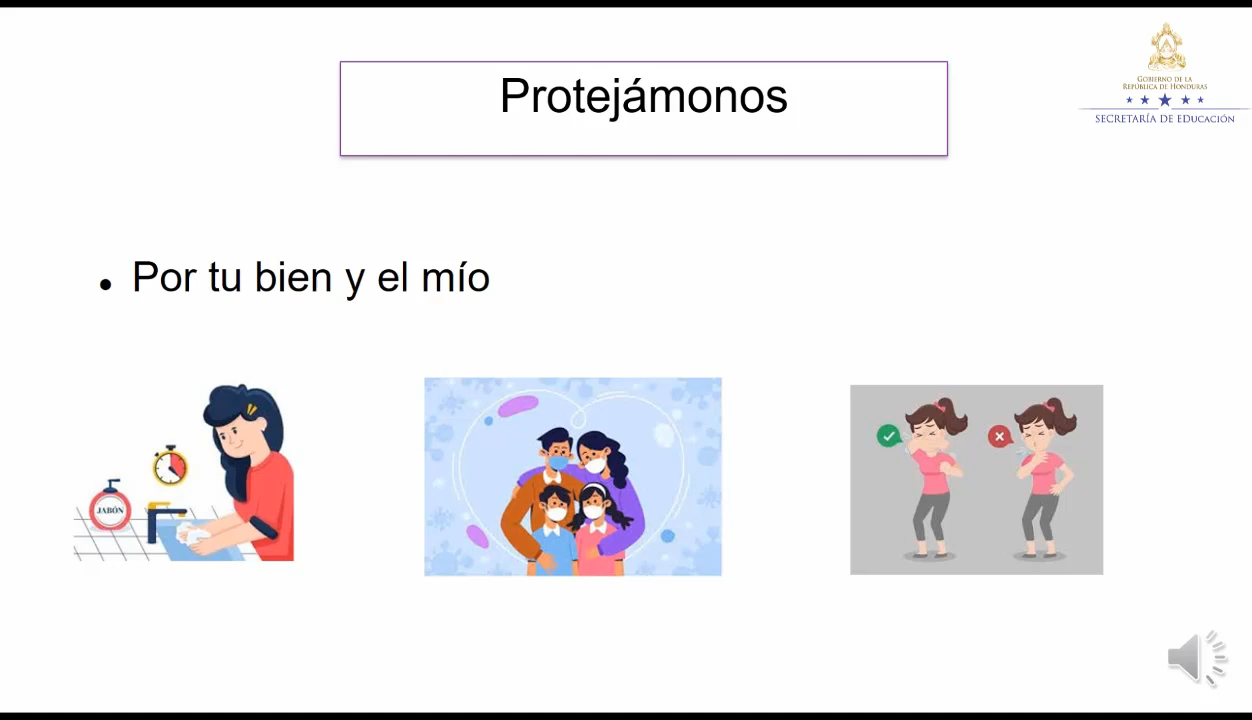 Protejámonos
GOBIERNO DE LA
REPÚBLICA DE HONDURAS
SECRETARÍA DE EDUCACIÓN
Por tu bien y el mío
JABÓN